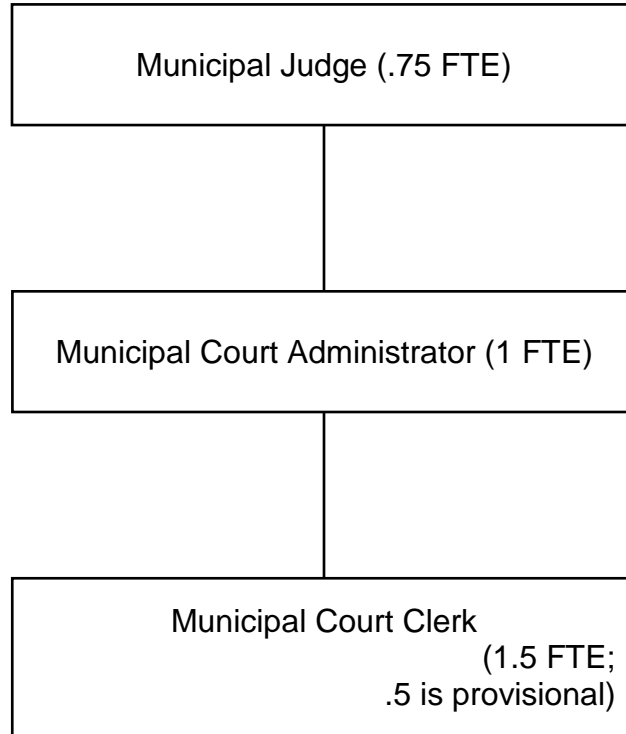 Municipal Judge (.75 FTE)
Municipal Court Administrator (1 FTE)
Municipal Court Clerk
(1.5 FTE;
.5 is provisional)